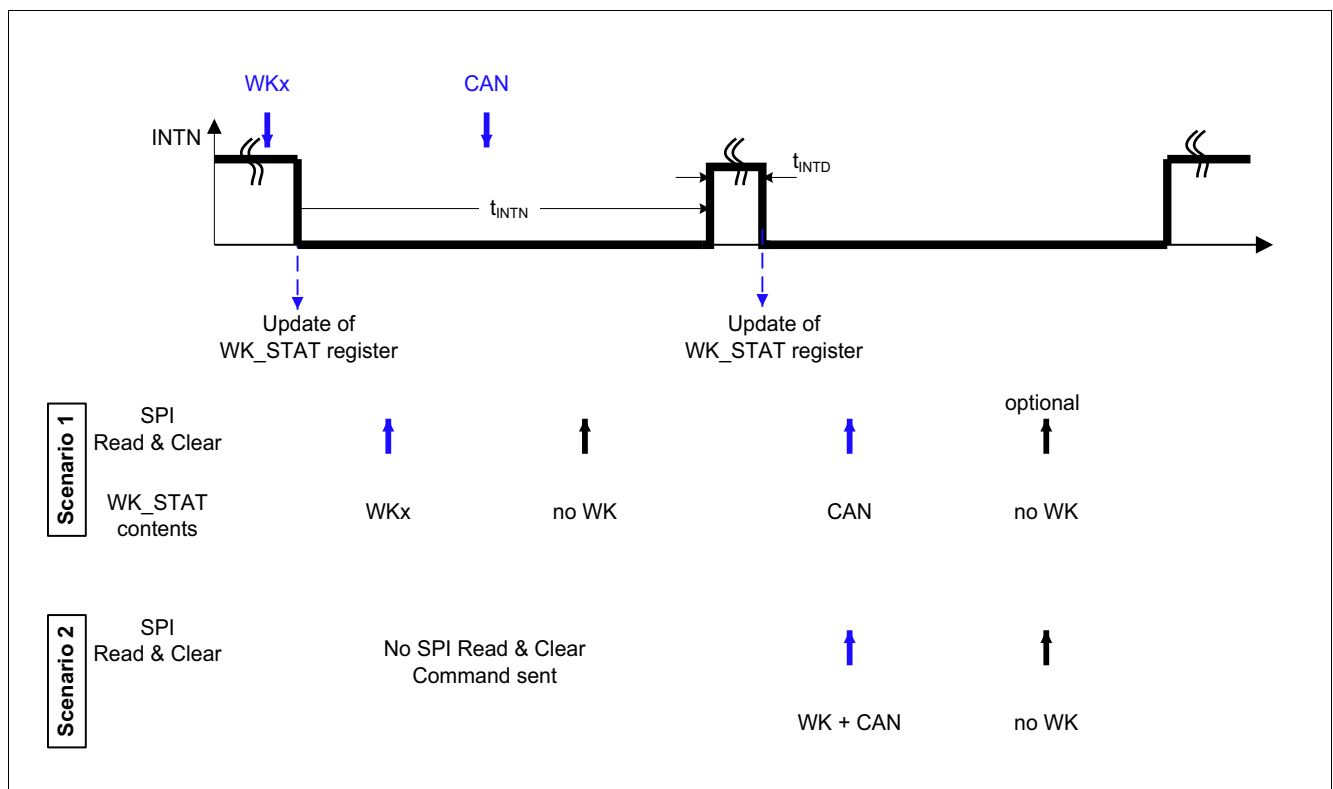 WKx
CAN
INTN
tINTD
tINTN
Update of
WK_STAT register
Update of
WK_STAT register
Scenario 1
SPI
Read & Clear
optional
WK_STAT
contents
WKx
no WK
CAN
no WK
Scenario 2
SPI
Read & Clear
No SPI Read & Clear
Command sent
WK + CAN
no WK